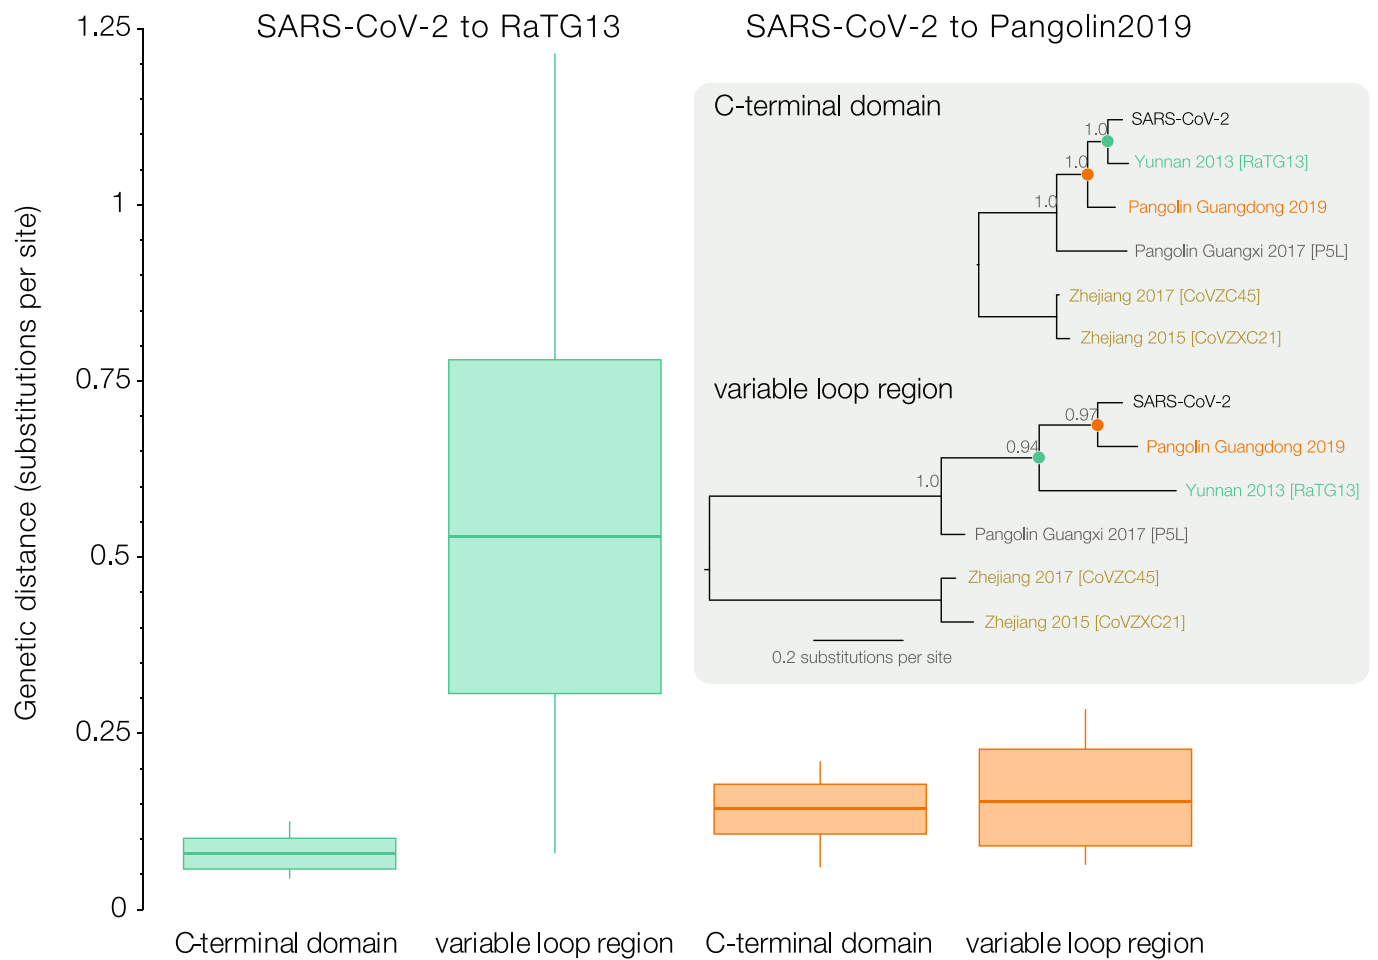 SARS-CoV-2 to RaTG13
SARS-CoV-2 to Pangolin2019
Genetic distance (substitutions per site)
1.25
1
0.75
0.5
0.25
0
C-terminal domain
1.0
1.0
1.0
SARS-CoV-2
Yunnan 2013 [RaTG13]
Pangolin Guangdong 2019
Pangolin Guangxi 2017 [P5L]
Zhejiang 2017 [CoVZC45]
Zhejiang 2015 [CoVZXC21]
variable loop region
0.97
0.94
1.0
SARS-CoV-2
Pangolin Guangdong 2019
Yunnan 2013 [RaTG13]
Pangolin Guangxi 2017 [P5L]
Zhejiang 2017 [CoVZC45]
Zhejiang 2015 [CoVZXC21]
0.2 substitutions per site
C-terminal domain
variable loop region
C-terminal domain
variable loop region